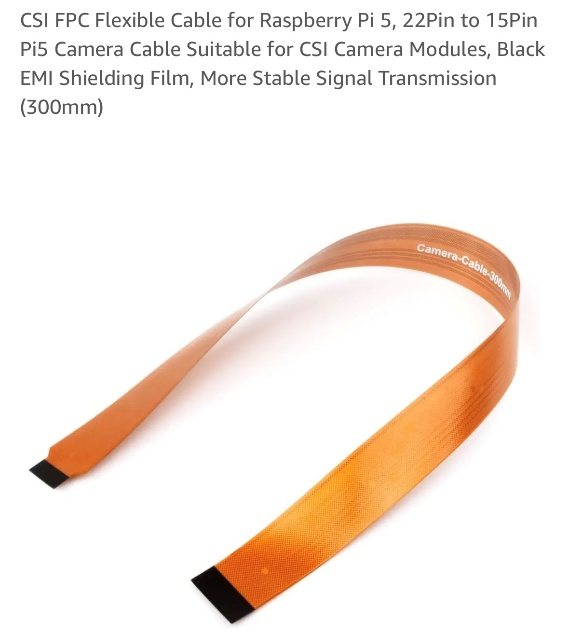 CSI FPC Flexible Cable for Raspberry Pi 5, 22Pin to 15Pin
Pi5 Camera Cable Suitable for CSI Camera Modules, Black
EMI Shielding Film, More Stable Signal Transmission
(300mm)
Camera-Cable-300mm